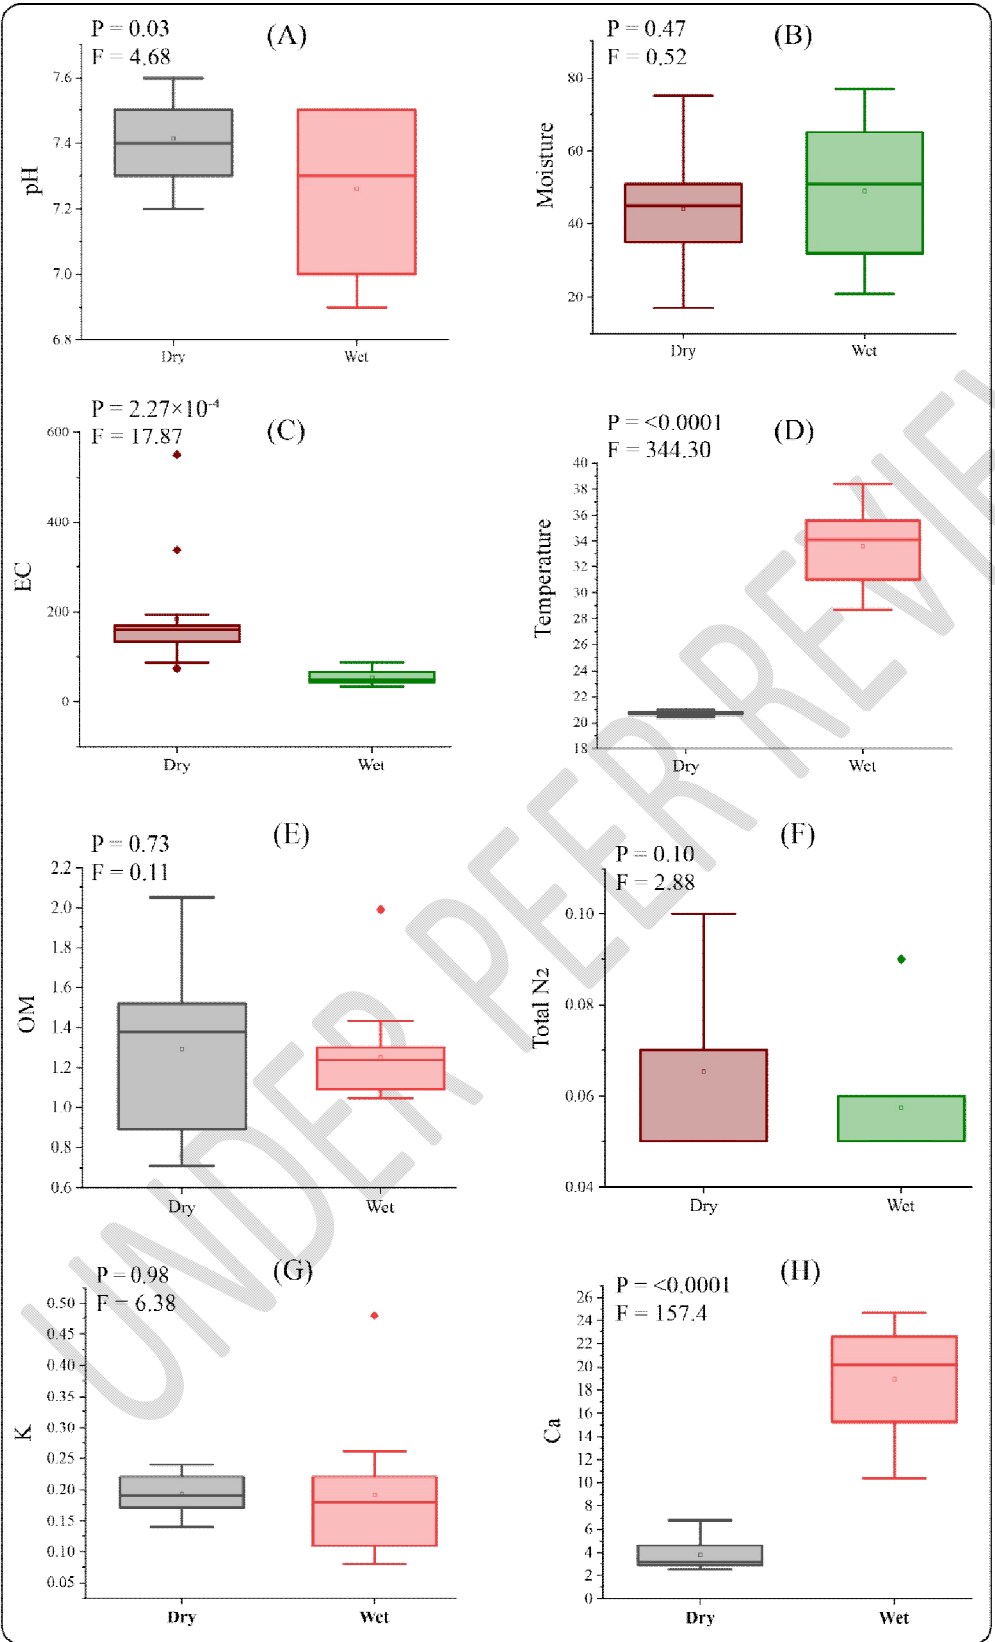 P = 0.03
F = 4.68
(A)
7.6
7.4
7.2
7.0
6.8
pH
Dry
Wet
P = 0.47
F = 0.52
(B)
80
60
40
20
Moisture
Dry
Wet
P = 2.27×10-4
F = 17.87
(C)
600
400
200
0
EC
Dry
Wet
P = <0.0001
F = 344.30
(D)
40
38
36
34
32
30
28
26
24
22
20
18
Temperature
Dry
Wet
P = 0.73
F = 0.11
(E)
2.2
2.0
1.8
1.6
1.4
1.2
1.0
0.8
0.6
OM
Dry
Wet
P = 0.10
F = 2.88
(F)
0.10
0.08
0.06
0.04
Total N2
Dry
Wet
P = 0.98
F = 6.38
(G)
0.50
0.45
0.40
0.35
0.30
0.25
0.20
0.15
0.10
0.05
K
Dry
Wet
P = <0.0001
F = 157.4
(H)
26
24
22
20
18
16
14
12
10
8
6
4
2
0
Ca
Dry
Wet
UNDER PEER REVIEW